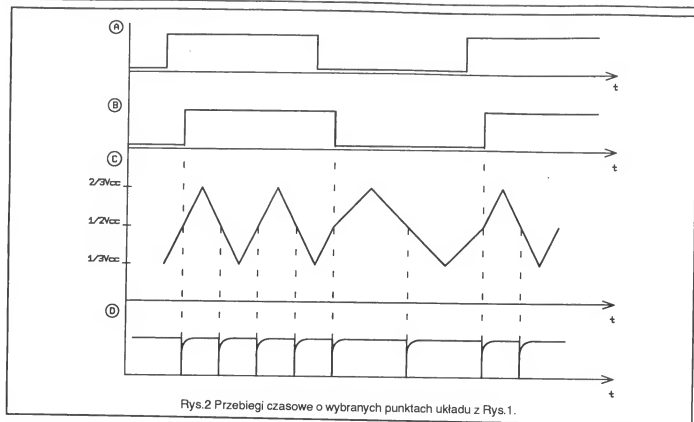 A
t
B
t
C
2/3Vcc
1/2Vcc
1/3Vcc
t
D
t
Rys.2 Przebiegi czasowe o wybranych punktach układu z Rys.1.